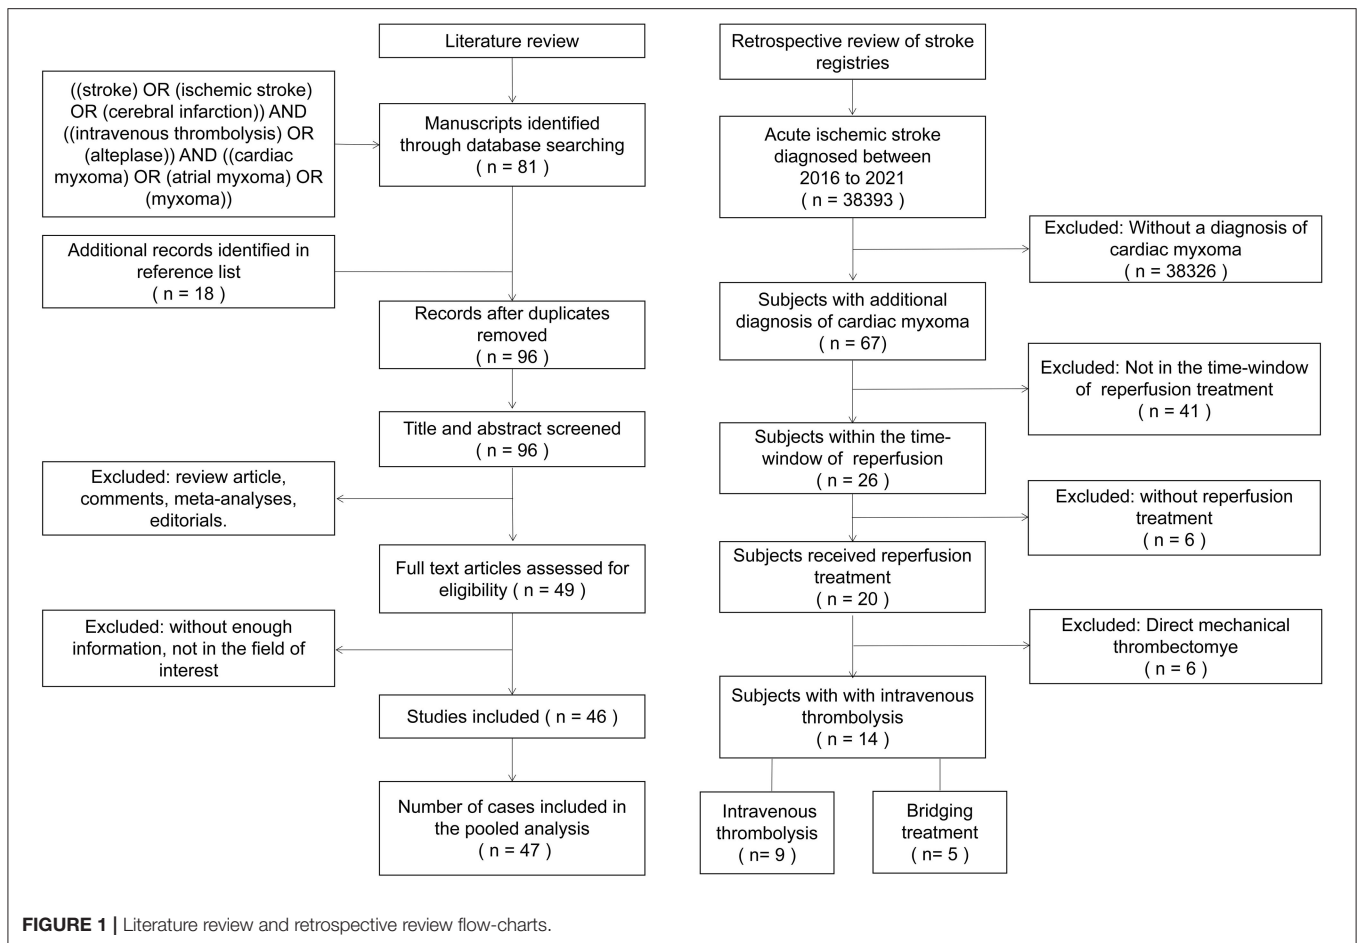 Literature review
((stroke) OR (ischemic stroke)
OR (cerebral infarction)) AND
((intravenous thrombolysis) OR
(alteplase)) AND ((cardiac
myxoma) OR (atrial myxoma) OR
(myxoma))
Manuscripts identified
through database searching
( n = 81 )
Additional records identified in
reference list
( n = 18 )
Records after duplicates
removed
( n = 96 )
Title and abstract screened
( n = 96 )
Excluded: review article,
comments, meta-analyses,
editorials.
Full text articles assessed for
eligibility ( n = 49 )
Excluded: without enough
information, not in the field of
interest
Studies included ( n = 46 )
Number of cases included in
the pooled analysis
( n = 47 )
Retrospective review of stroke
registries
Acute ischemic stroke
diagnosed between
2016 to 2021
( n = 38393 )
Excluded: Without a diagnosis of
cardiac myxoma
( n = 38326 )
Subjects with additional
diagnosis of cardiac myxoma
( n = 67)
Excluded: Not in the time-window
of reperfusion treatment
( n = 41 )
Subjects within the time-
window of reperfusion
( n = 26 )
Excluded: without reperfusion
treatment
( n = 6 )
Subjects received reperfusion
treatment
( n = 20 )
Excluded: Direct mechanical
thrombectomye
( n = 6 )
Subjects with with intravenous
thrombolysis
( n = 14 )
Intravenous
thrombolysis
( n= 9 )
Bridging
treatment
( n= 5 )
FIGURE 1 | Literature review and retrospective review flow-charts.